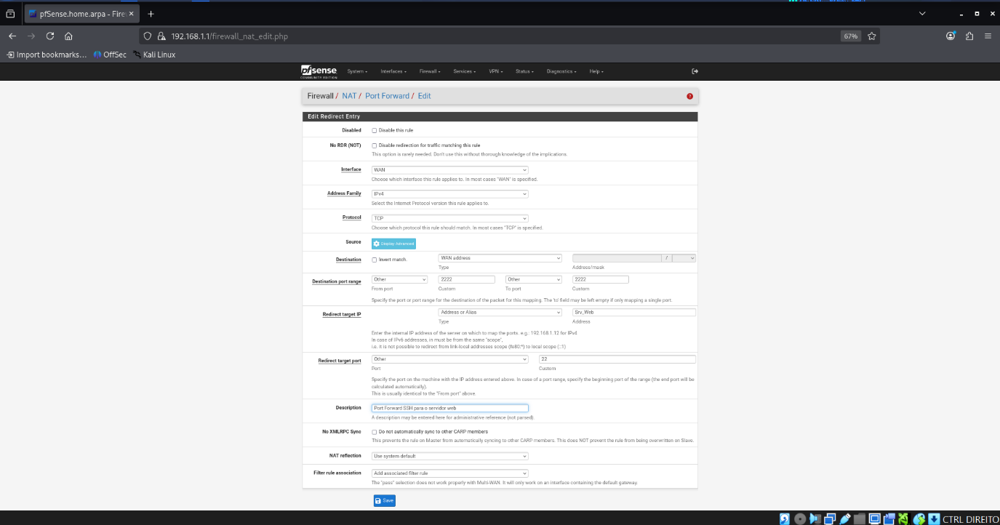 pfSense.home.arpa - Fire
192.168.1.1/firewall_nat_edit.php
67%
Import bookmarks...
OffSec
Kali Linux
pfsense
COMMUNITY EDITION
System
Interfaces
Firewall
Services
VPN
Status
Diagnostics
Help
Firewall / NAT / Port Forward / Edit
Edit Redirect Entry
Disabled
Disable this rule
No RDR (NOT)
Disable redirection for traffic matching this rule
This option is rarely needed. Don't use this without thorough knowledge of the implications.
Interface
WAN
Choose which interface this rule applies to. In most cases "WAN" is specified.
Address Family
IPv4
Select the Internet Protocol version this rule applies to.
Protocol
TCP
Choose which protocol this rule should match. In most cases "TCP" is specified.
Source
Display Advanced
Destination
Invert match.
WAN address
/
Type
Address/mask
Destination port range
Other
2222
Other
2222
From port
Custom
To port
Custom
Specify the port or port range for the destination of the packet for this mapping. The 'to' field may be left empty if only mapping a single port.
Redirect target IP
Address or Alias
Srv_Web
Type
Address
Enter the internal IP address of the server on which to map the ports. e.g.: 192.168.1.12 for IPv4
In case of IPv6 addresses, in must be from the same "scope",
i.e. it is not possible to redirect from link-local addresses scope (fe80:*) to local scope (::1)
Redirect target port
Other
22
Port
Custom
Specify the port on the machine with the IP address entered above. In case of a port range, specify the beginning port of the range (the end port will be
calculated automatically).
This is usually identical to the "From port" above.
Description
Port Forward SSH para o servidor web
A description may be entered here for administrative reference (not parsed).
No XMLRPC Sync
Do not automatically sync to other CARP members
This prevents the rule on Master from automatically syncing to other CARP members. This does NOT prevent the rule from being overwritten on Slave.
NAT reflection
Use system default
Filter rule association
Add associated filter rule
The "pass" selection does not work properly with Multi-WAN. It will only work on an interface containing the default gateway.
Save
CTRL DIREITO